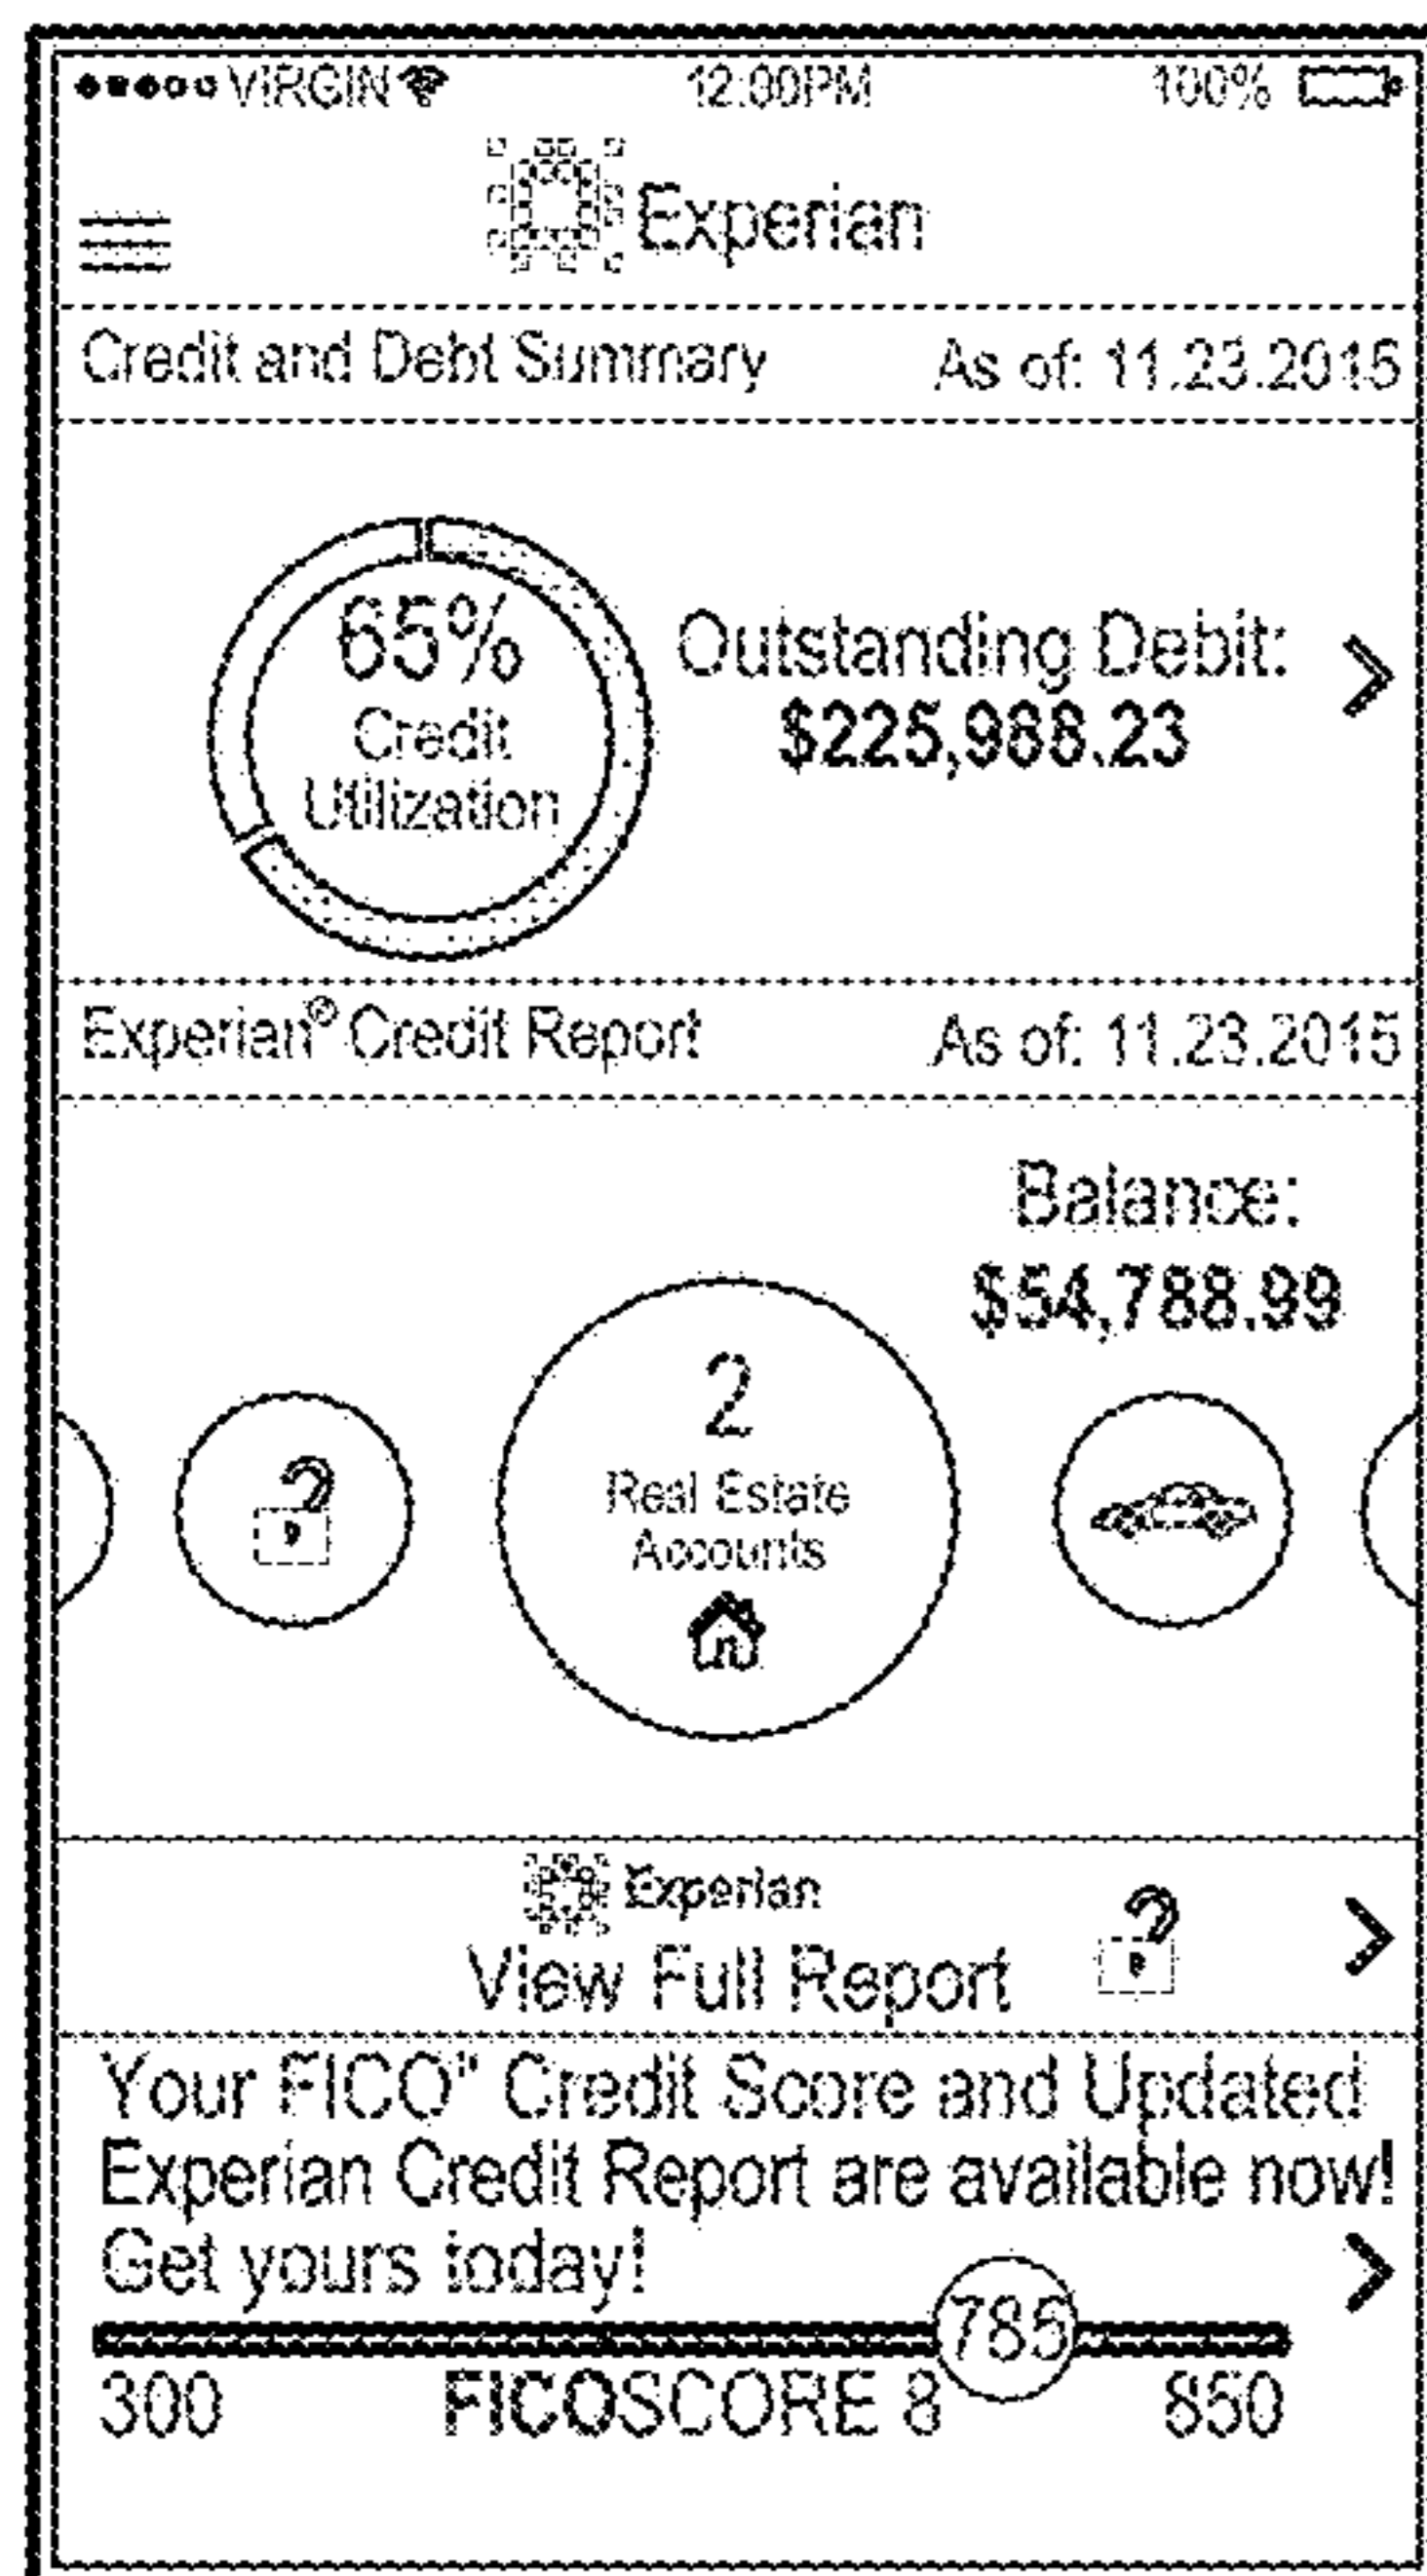 VIRGIN 12:00PM 100%
Experian
Credit and Debt Summary As of: 11.23.2015
65%
Credit
Utilization
Outstanding Debit:
$225,988.23
Experian® Credit Report As of: 11.23.2015
Balance:
$54,788.99
2
Real Estate
Accounts
Experian
View Full Report
Your FICO" Credit Score and Updated
Experian Credit Report are available now!
Get yours today!
785
300 FICOSCORE 8 850